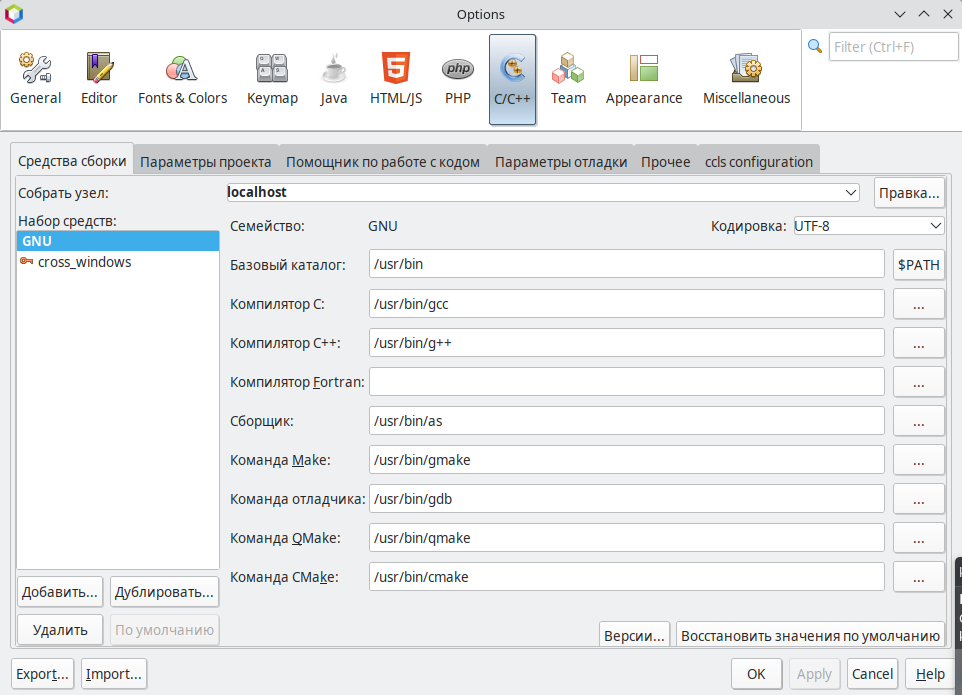 Options
Filter (Ctrl+F)
General Editor Fonts & Colors Keymap Java HTML/JS PHP C/C++ Team Appearance Miscellaneous
Средства сборки Параметры проекта Помощник по работе с кодом Параметры отладки Прочее ccls configuration
Собрать узел: localhost Правка...
Набор средств:
GNU
cross_windows
Семейство: GNU Кодировка: UTF-8
Базовый каталог: /usr/bin $PATH
Компилятор C: /usr/bin/gcc ...
Компилятор C++: /usr/bin/g++ ...
Компилятор Fortran: ...
Сборщик: /usr/bin/as ...
Команда Make: /usr/bin/gmake ...
Команда отладчика: /usr/bin/gdb ...
Команда QMake: /usr/bin/qmake ...
Команда CMake: /usr/bin/cmake ...
Добавить... Дублировать...
Удалить По умолчанию
Версии... Восстановить значения по умолчанию
Export... Import... OK Apply Cancel Help